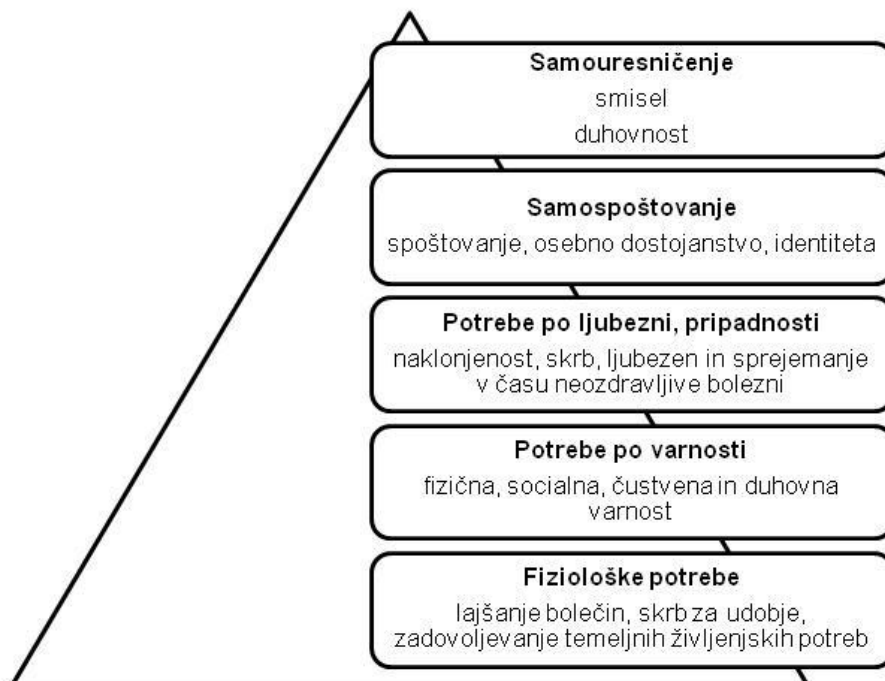 Samouresničenje
smisel
duhovnost
Samospoštovanje
spoštovanje, osebno dostojanstvo, identiteta
Potrebe po ljubezni, pripadnosti
naklonjenost, skrb, ljubezen in sprejemanje
v času neozdravljive bolezni
Potrebe po varnosti
fizična, socialna, čustvena in duhovna
varnost
Fiziološke potrebe
lajšanje bolečin, skrb za udobje,
zadovoljevanje temeljnih življenjskih potreb